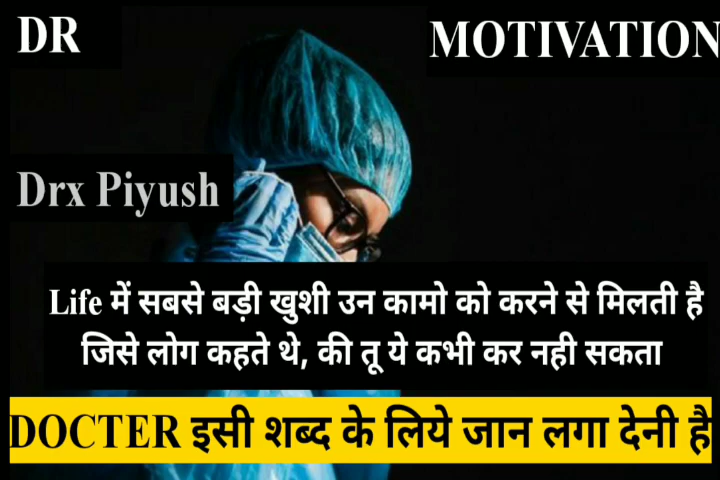 DR
MOTIVATION
Drx Piyush
Life में सबसे बड़ी खुशी उन कामो को करने से मिलती है
जिसे लोग कहते थे, की तू ये कभी कर नही सकता
DOCTER इसी शब्द के लिये जान लगा देनी है